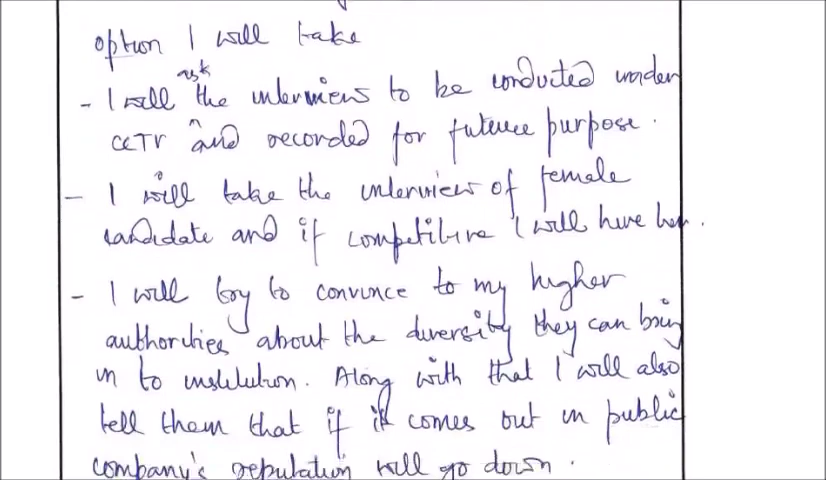 option I will take
- I will ask the interviews to be conducted under
CCTV and recorded for future purpose.
- I will take the interview of female
candidate and if competitive I will hire her.
- I will try to convince to my higher
authorities about the diversity they can bring
in to institution. Along with that I will also
tell them that if it comes out in public
company's reputation will go down.